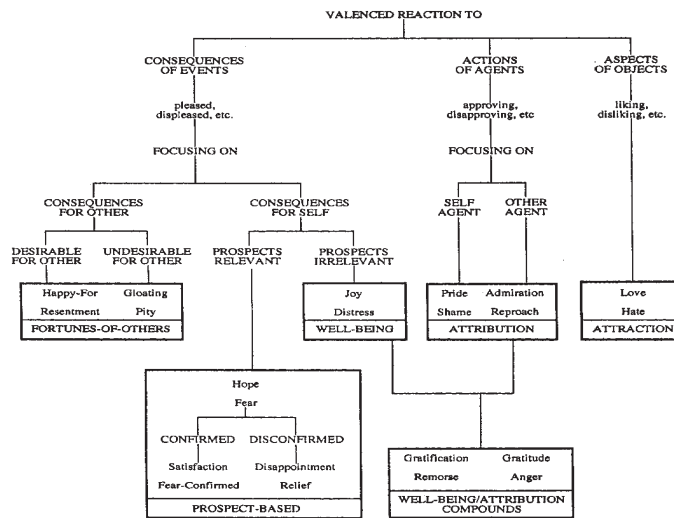 VALENCED REACTION TO
CONSEQUENCES
OF EVENTS
ACTIONS
OF AGENTS
ASPECTS
OF OBJECTS
pleased,
displeased, etc.
approving,
disapproving, etc
liking,
disliking, etc.
FOCUSING ON
FOCUSING ON
CONSEQUENCES
FOR OTHER
CONSEQUENCES
FOR SELF
SELF
AGENT
OTHER
AGENT
DESIRABLE
FOR OTHER
UNDESIRABLE
FOR OTHER
PROSPECTS
RELEVANT
PROSPECTS
IRRELEVANT
Happy-For Gloating
Resentment Pity
FORTUNES-OF-OTHERS
Joy
Distress
WELL-BEING
Pride Admiration
Shame Reproach
ATTRIBUTION
Love
Hate
ATTRACTION
Hope
Fear
CONFIRMED DISCONFIRMED
Satisfaction Disappointment
Fear-Confirmed Relief
PROSPECT-BASED
Gratification Gratitude
Remorse Anger
WELL-BEING/ATTRIBUTION
COMPOUNDS